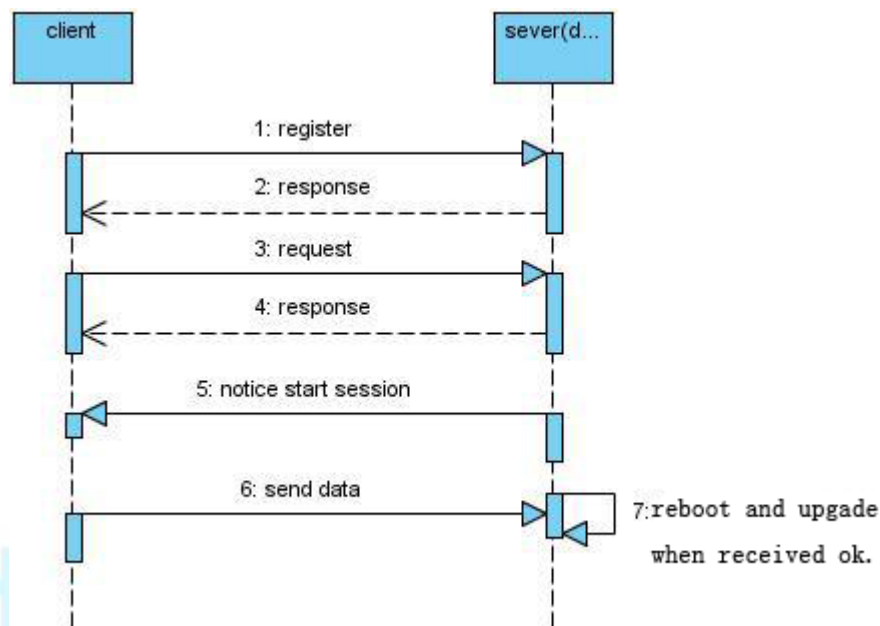 client
sever(d...
1: register
2: response
3: request
4: response
5: notice start session
6: send data
7:reboot and upgade
when received ok.